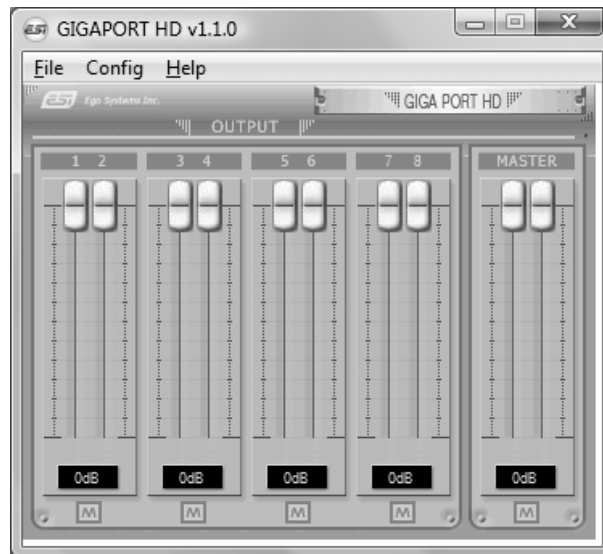 ESI GIGAPORT HD v1.1.0
File Config Help
ESI Ego Systems Inc. GIGA PORT HD
OUTPUT
1 2 3 4 5 6 7 8 MASTER
0dB 0dB 0dB 0dB 0dB
M M M M M